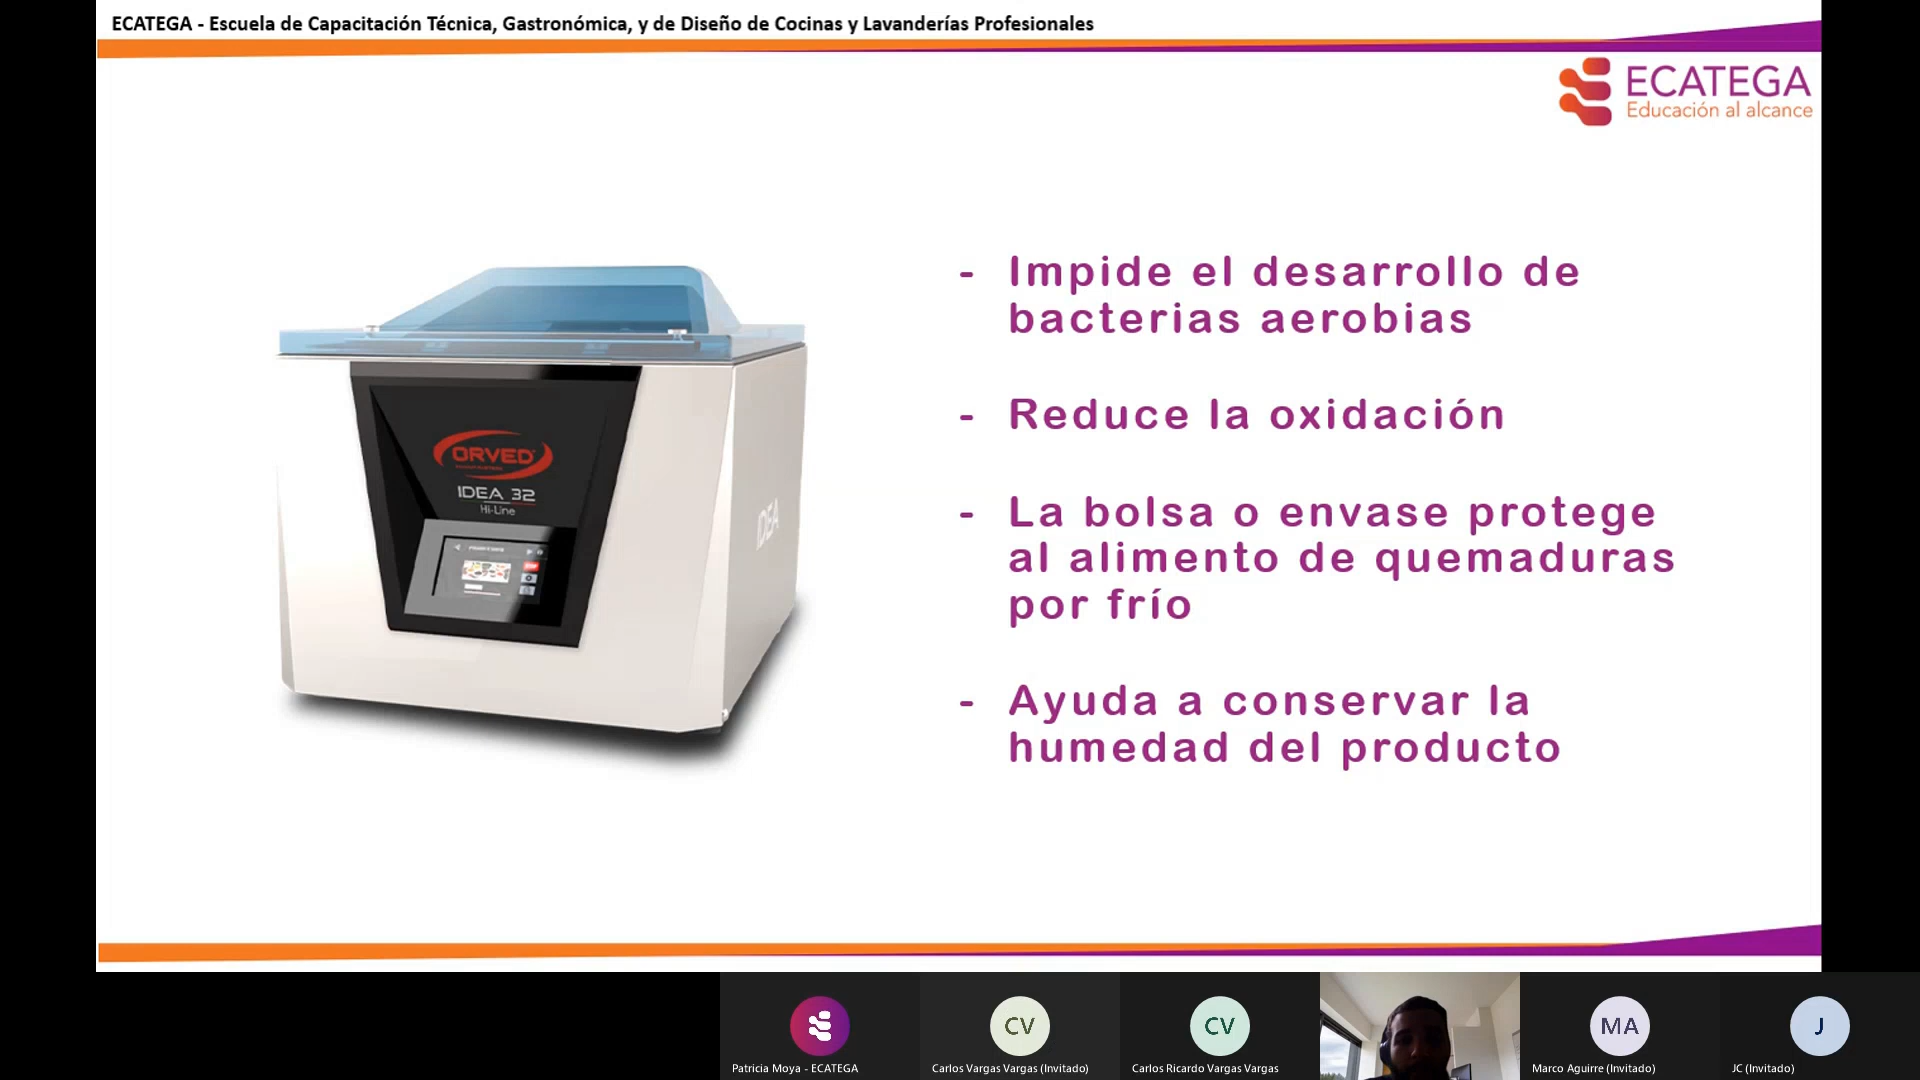 ECATEGA - Escuela de Capacitación Técnica, Gastronómica, y de Diseño de Cocinas y Lavanderías Profesionales
ECATEGA
Educación al alcance
- Impide el desarrollo de
bacterias aerobias
- Reduce la oxidación
- La bolsa o envase protege
al alimento de quemaduras
por frío
- Ayuda a conservar la
humedad del producto
ORVED
IDEA 32
Hi-Line
IDEA
CV
CV
MA
J
Patricia Moya - ECATEGA
Carlos Vargas Vargas (Invitado)
Carlos Ricardo Vargas Vargas
Marco Aguirre (Invitado)
JC (Invitado)